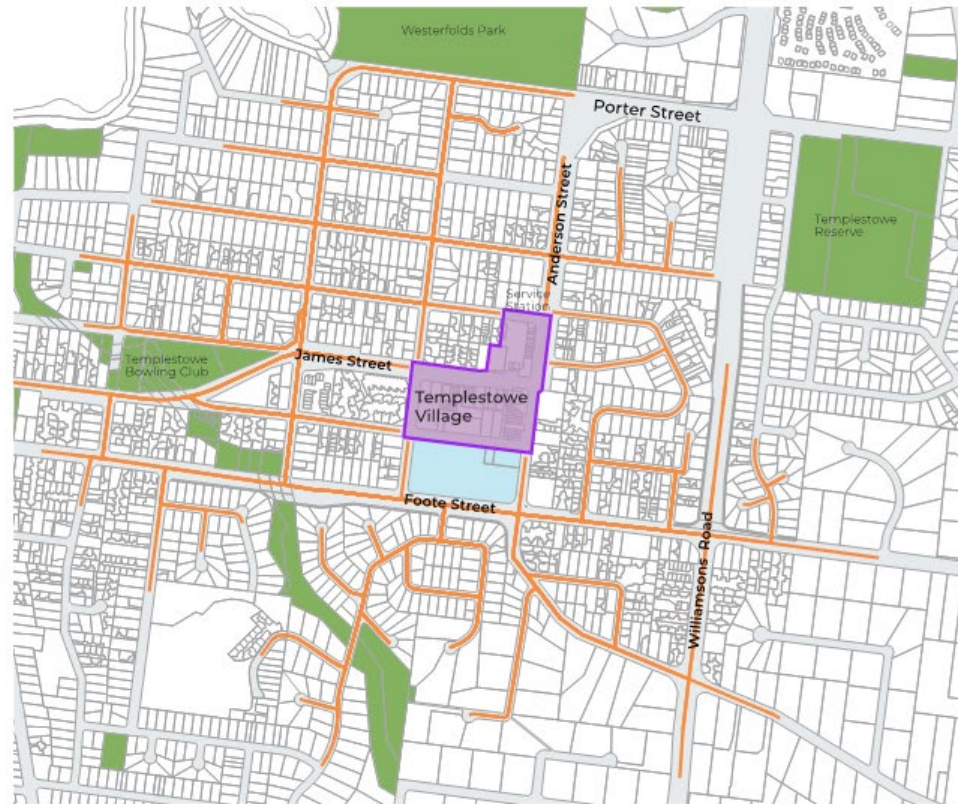 Westerfolds Park
Porter Street
Anderson Street
Templestowe
Reserve
Service
Station
James Street
Templestowe
Bowling Club
Templestowe
Village
Foote Street
Williamsons Road